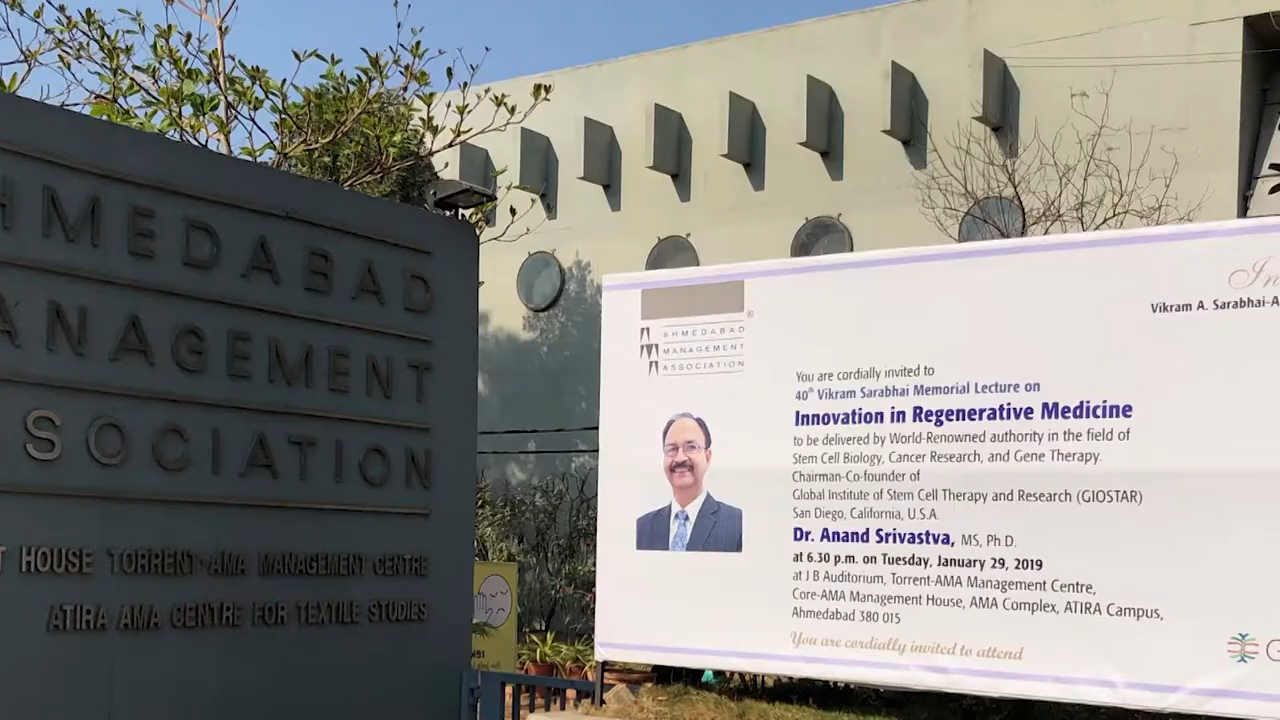 HMEDABAD
ANAGEMENT
SSOCIATION
HOUSE TORRENT-AMA MANAGEMENT CENTRE
ATIRA AMA CENTRE FOR TEXTILE STUDIES
AHMEDABAD
MANAGEMENT
ASSOCIATION
®
In
Vikram A. Sarabhai-A
You are cordially invited to
40th Vikram Sarabhai Memorial Lecture on
Innovation in Regenerative Medicine
to be delivered by World-Renowned authority in the field of
Stem Cell Biology, Cancer Research, and Gene Therapy.
Chairman-Co-founder of
Global Institute of Stem Cell Therapy and Research (GIOSTAR)
San Diego, California, U.S.A.
Dr. Anand Srivastva, MS, Ph.D.
at 6.30 p.m. on Tuesday, January 29, 2019
at J B Auditorium, Torrent-AMA Management Centre,
Core-AMA Management House, AMA Complex, ATIRA Campus,
Ahmedabad 380 015
You are cordially invited to attend
G